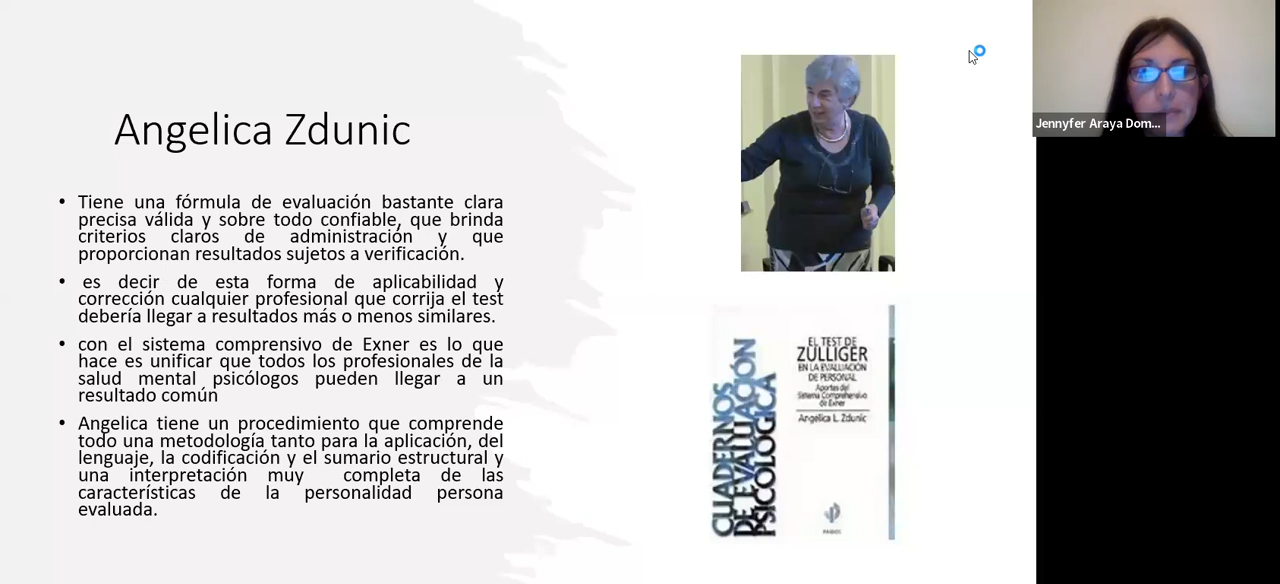 Angelica Zdunic
• Tiene una fórmula de evaluación bastante clara
precisa válida y sobre todo confiable, que brinda
criterios claros de administración y que
proporcionan resultados sujetos a verificación.
• es decir de esta forma de aplicabilidad y
corrección cualquier profesional que corrija el test
debería llegar a resultados más o menos similares.
• con el sistema comprensivo de Exner es lo que
hace es unificar que todos los profesionales de la
salud mental psicólogos pueden llegar a un
resultado común
• Angelica tiene un procedimiento que comprende
todo una metodología tanto para la aplicación, del
lenguaje, la codificación y el sumario estructural y
una interpretación muy completa de las
características de la personalidad persona
evaluada.
CUADERNOS
DE EVALUACIÓN
PSICOLOGICA
EL TEST DE
ZULLIGER
EN LA EVALUACIÓN
DE PERSONAL
Aportes del
Sistema Comprehensivo
de Exner
Angelica L. Zdunic
PAIDOS
Jennyfer Araya Dom...